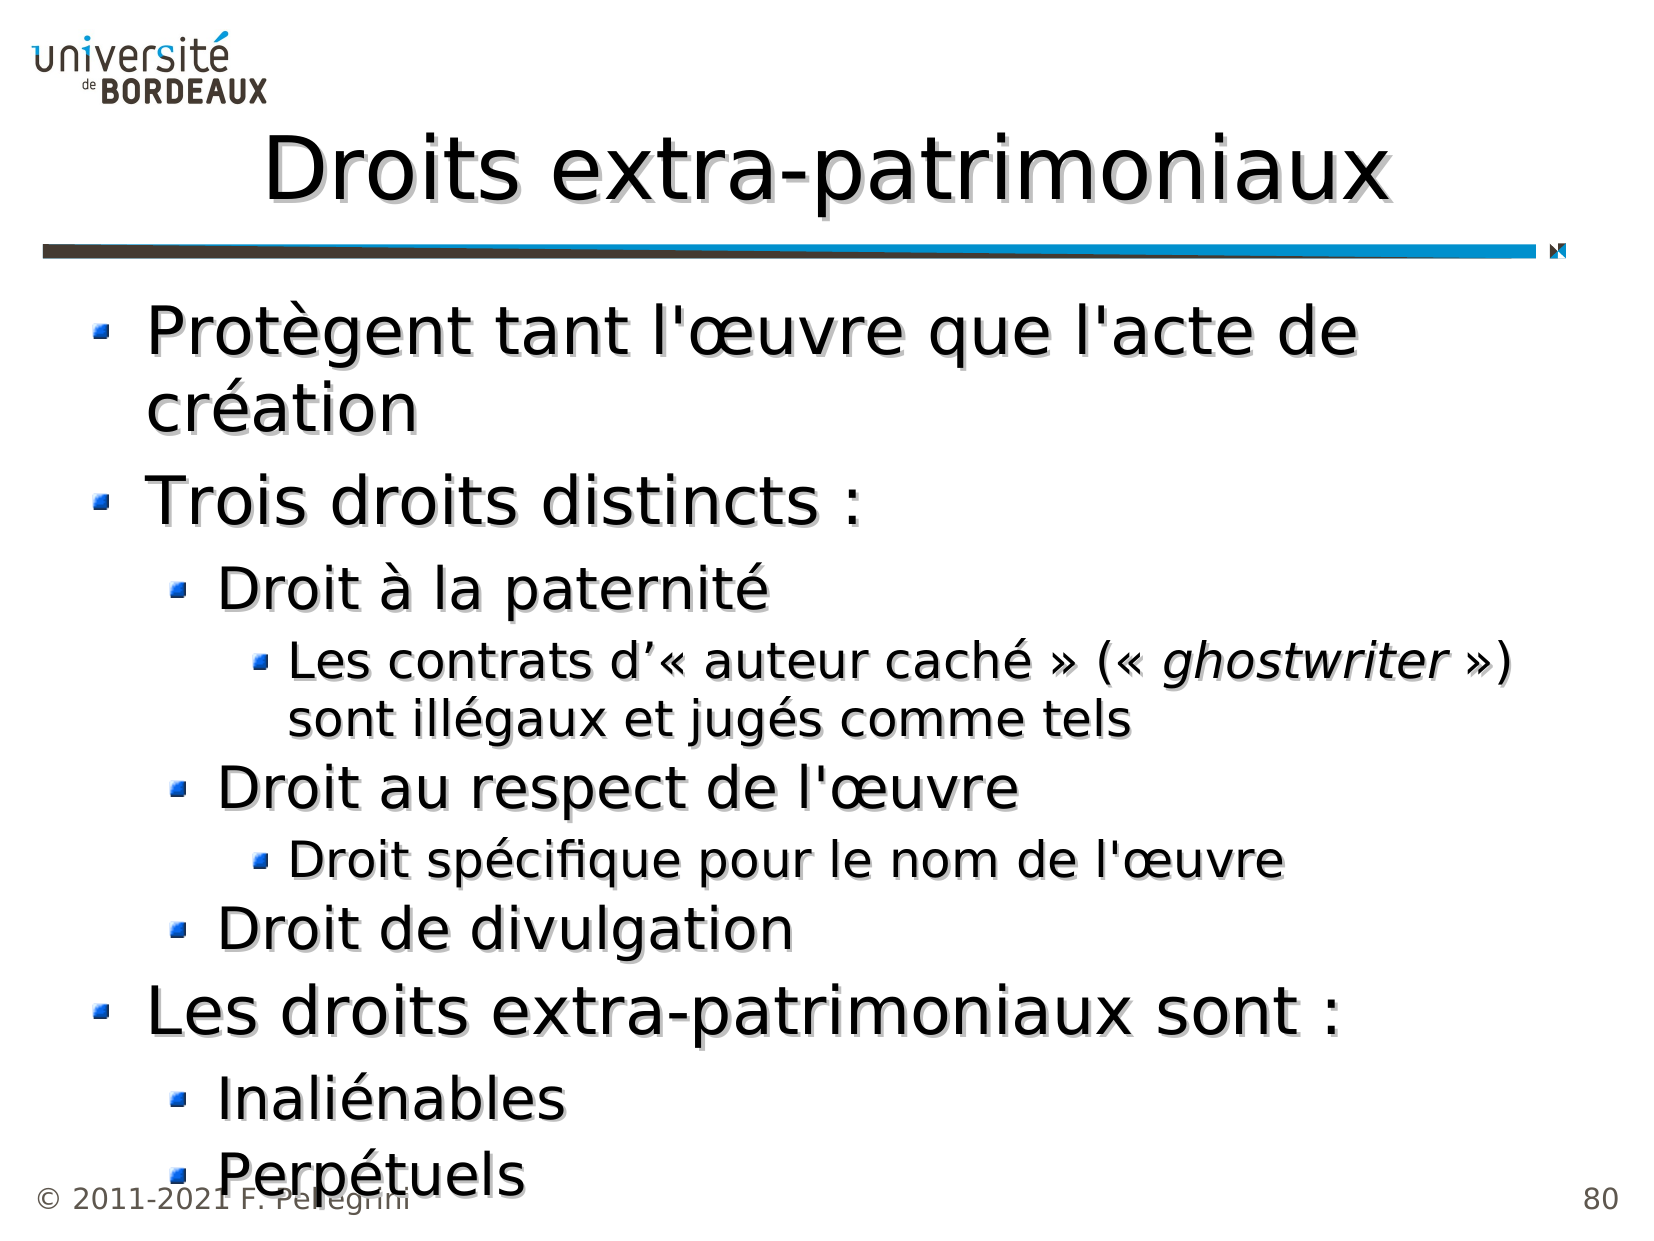 université
de BORDEAUX
Droits extra-patrimoniaux
Protègent tant l'œuvre que l'acte de
création
Trois droits distincts :
Droit à la paternité
Les contrats d’« auteur caché » (« ghostwriter »)
sont illégaux et jugés comme tels
Droit au respect de l'œuvre
Droit spécifique pour le nom de l'œuvre
Droit de divulgation
Les droits extra-patrimoniaux sont :
Inaliénables
Perpétuels
© 2011-2021 F. Pellegrini
80